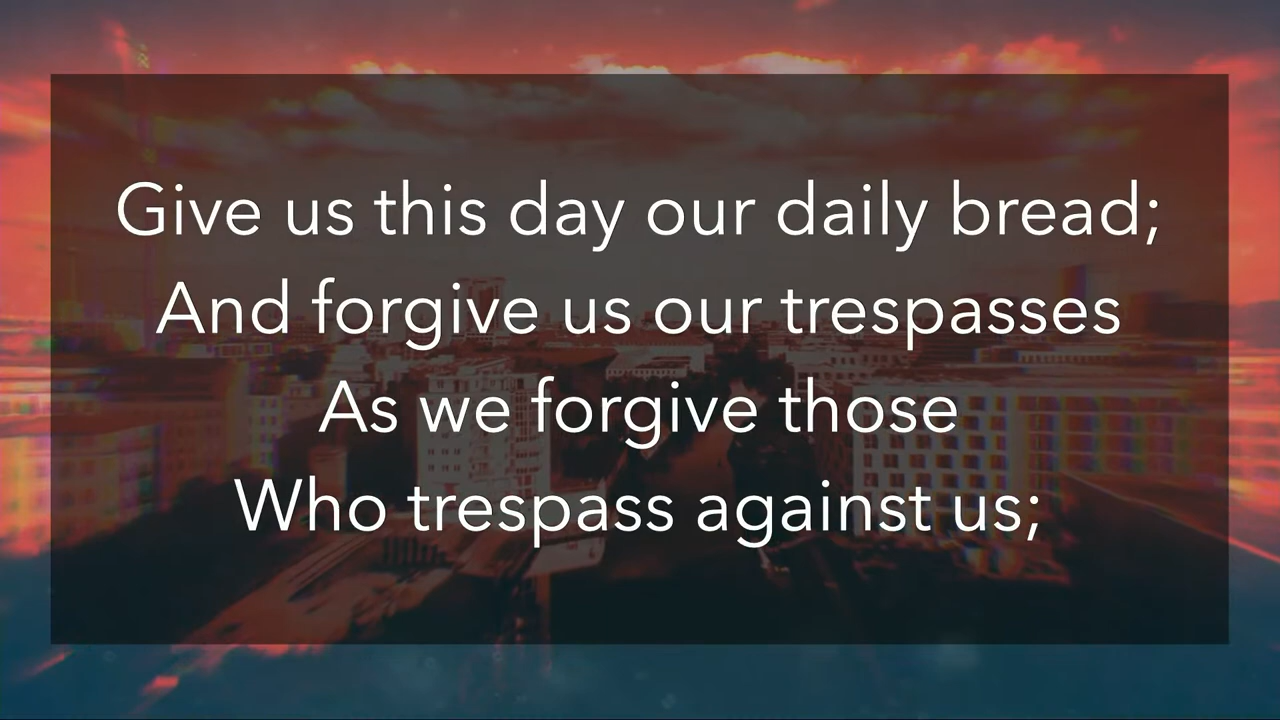 Give us this day our daily bread;
And forgive us our trespasses
As we forgive those
Who trespass against us;